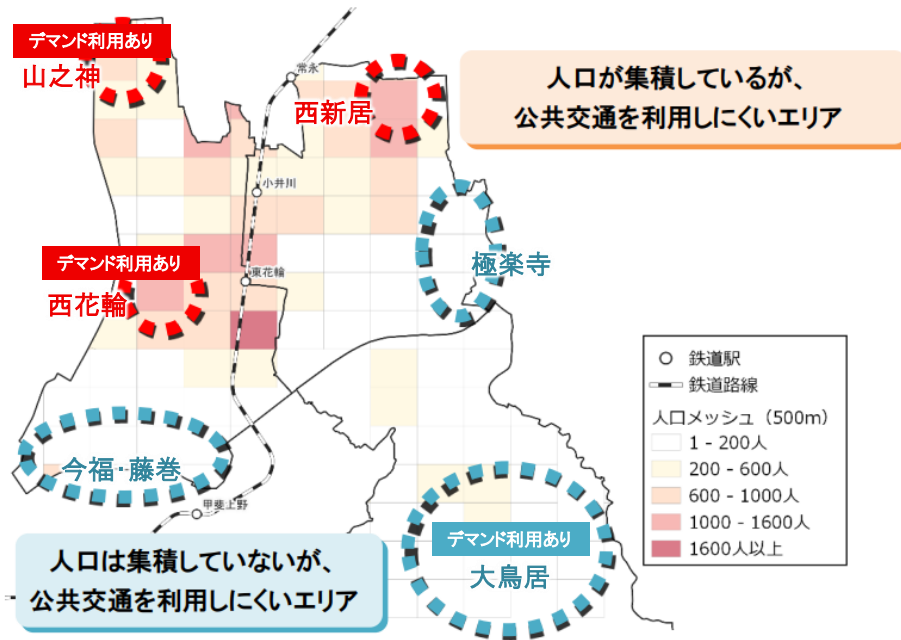 デマンド利用あり
山之神
常永
西新居
人口が集積しているが、
公共交通を利用しにくいエリア
小井川
デマンド利用あり
西花輪
東花輪
極楽寺
鉄道駅
鉄道路線
人口メッシュ（500m）
1 - 200人
200 - 600人
600 - 1000人
1000 - 1600人
1600人以上
今福・藤巻
甲斐上野
デマンド利用あり
大鳥居
人口は集積していないが、
公共交通を利用しにくいエリア